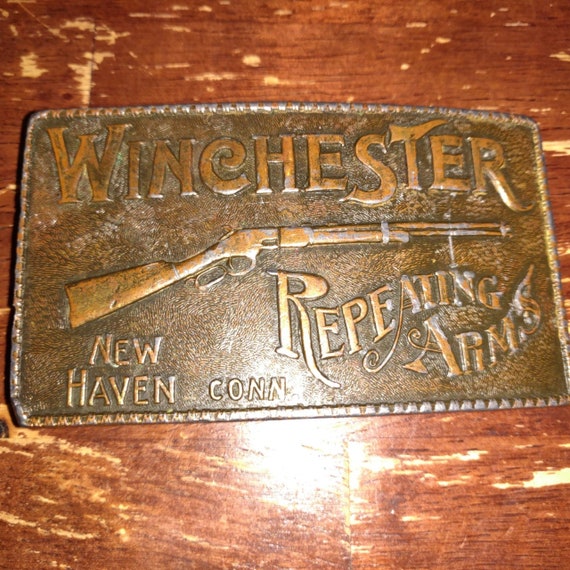 WINCHESTER
REPEATING
ARMS
NEW
HAVEN CONN.